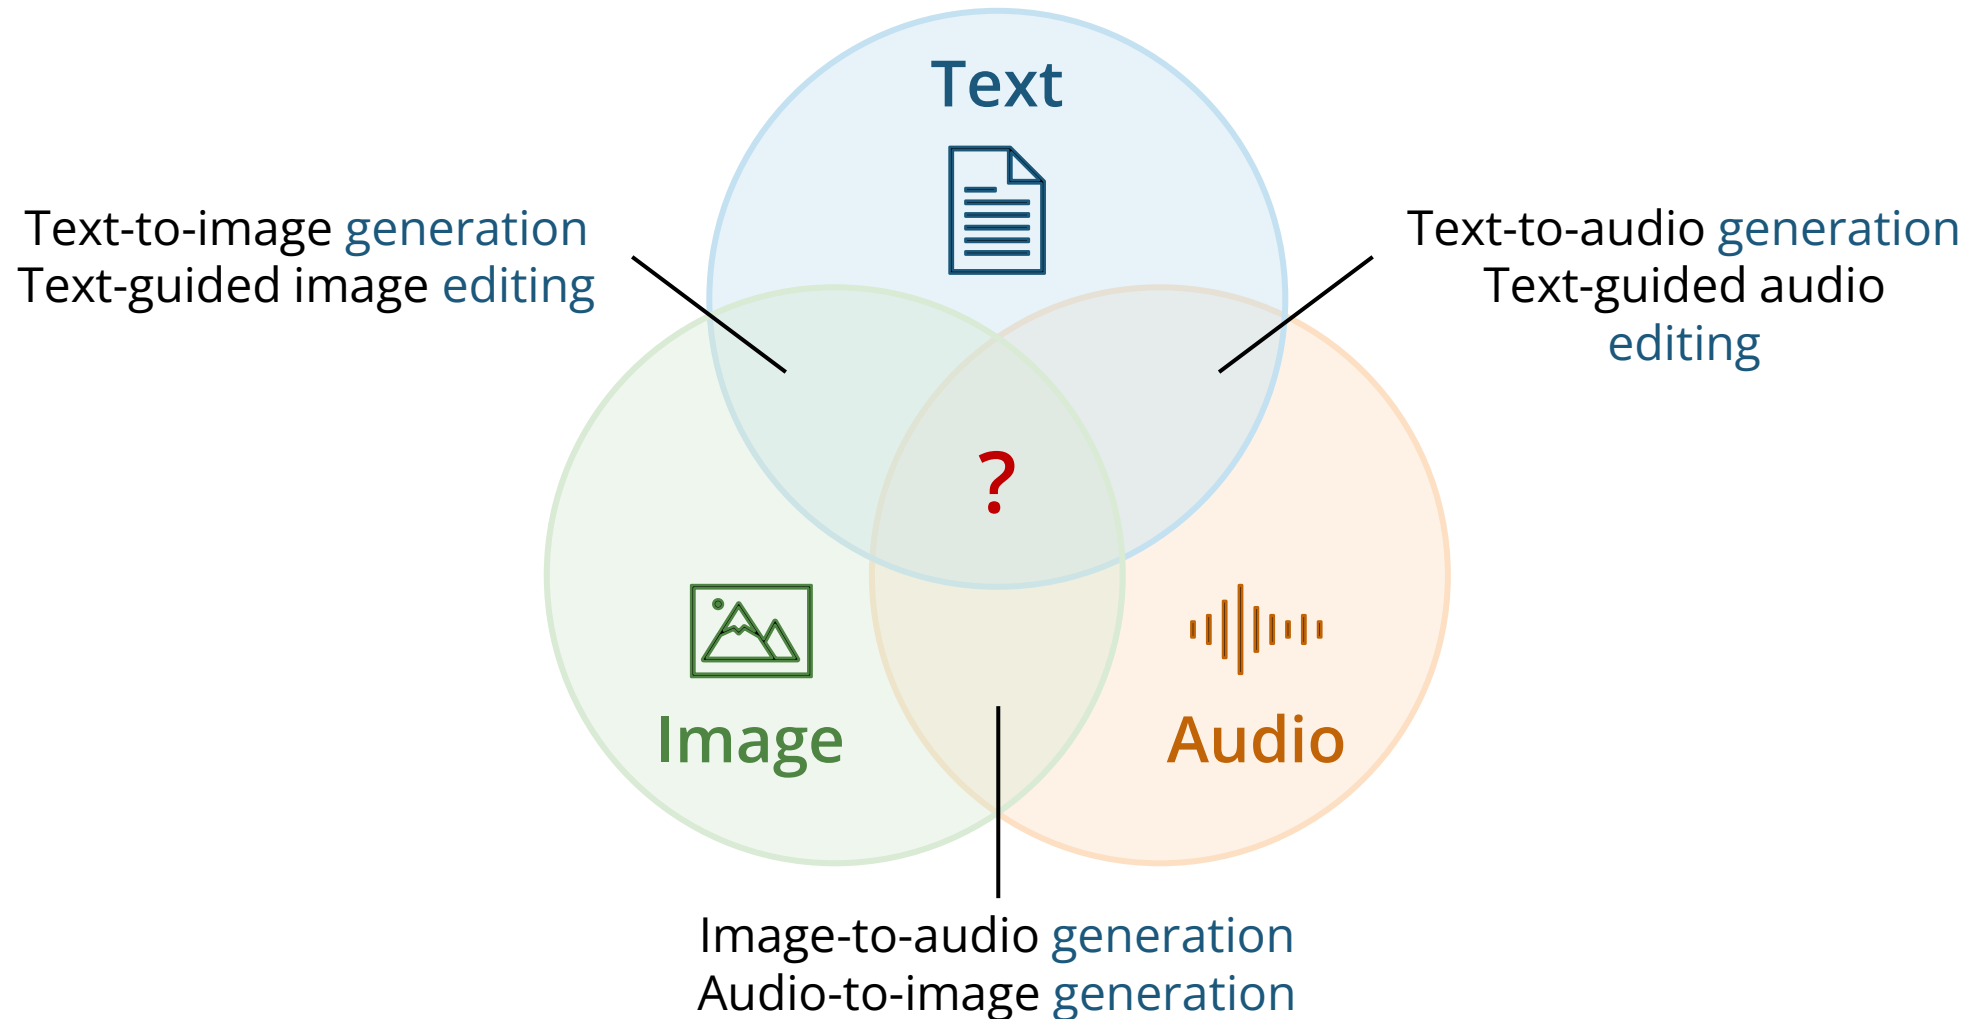 Text
Text-to-image generation
Text-guided image editing
Text-to-audio generation
Text-guided audio
editing
?
Image
Audio
Image-to-audio generation
Audio-to-image generation